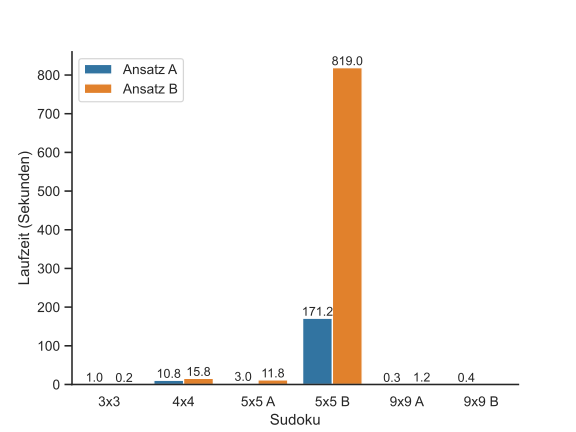 Ansatz A
Ansatz B
Laufzeit (Sekunden)
800
700
600
500
400
300
200
100
0
1.0 0.2 10.8 15.8 3.0 11.8 171.2 819.0 0.3 1.2 0.4
3x3 4x4 5x5 A 5x5 B 9x9 A 9x9 B
Sudoku